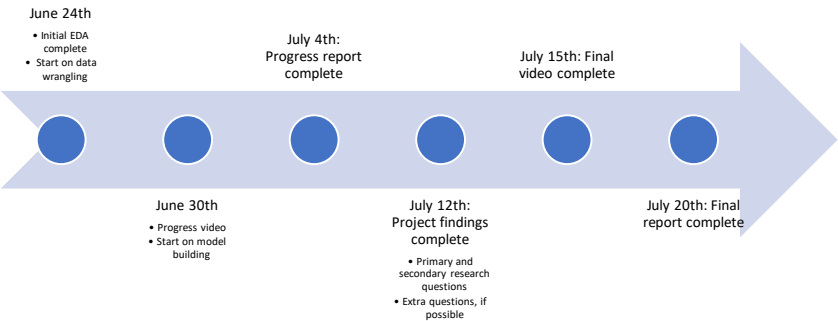 June 24th
• Initial EDA
complete
• Start on data
wrangling
June 30th
• Progress video
• Start on model
building
July 4th:
Progress report
complete
July 12th:
Project findings
complete
• Primary and
secondary research
questions
• Extra questions, if
possible
July 15th: Final
video complete
July 20th: Final
report complete